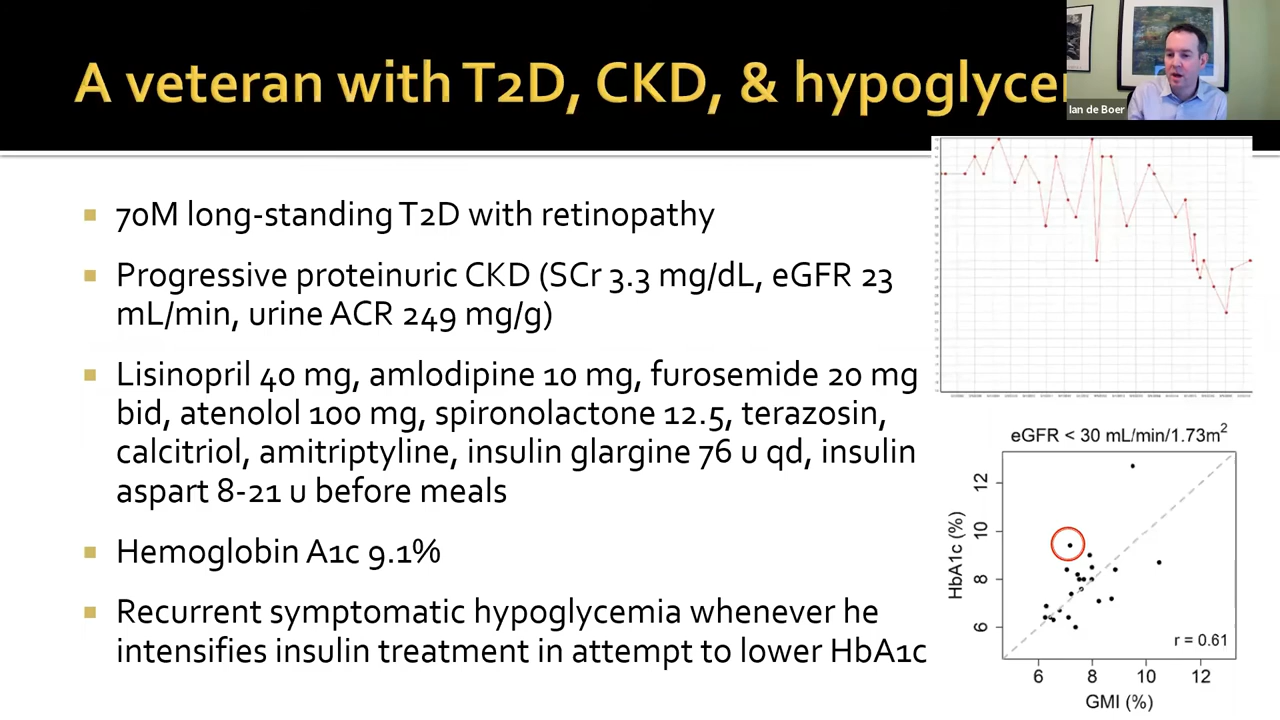 A veteran with T2D, CKD, & hypoglycem
Ian de Boer
70M long-standing T2D with retinopathy
Progressive proteinuric CKD (SCr 3.3 mg/dL, eGFR 23
mL/min, urine ACR 249 mg/g)
Lisinopril 40 mg, amlodipine 10 mg, furosemide 20 mg
bid, atenolol 100 mg, spironolactone 12.5, terazosin,
calcitriol, amitriptyline, insulin glargine 76 u qd, insulin
aspart 8-21 u before meals
Hemoglobin A1c 9.1%
Recurrent symptomatic hypoglycemia whenever he
intensifies insulin treatment in attempt to lower HbA1c
eGFR < 30 mL/min/1.73m²
HbA1c (%)
12
10
8
6
r = 0.61
6 8 10 12
GMI (%)